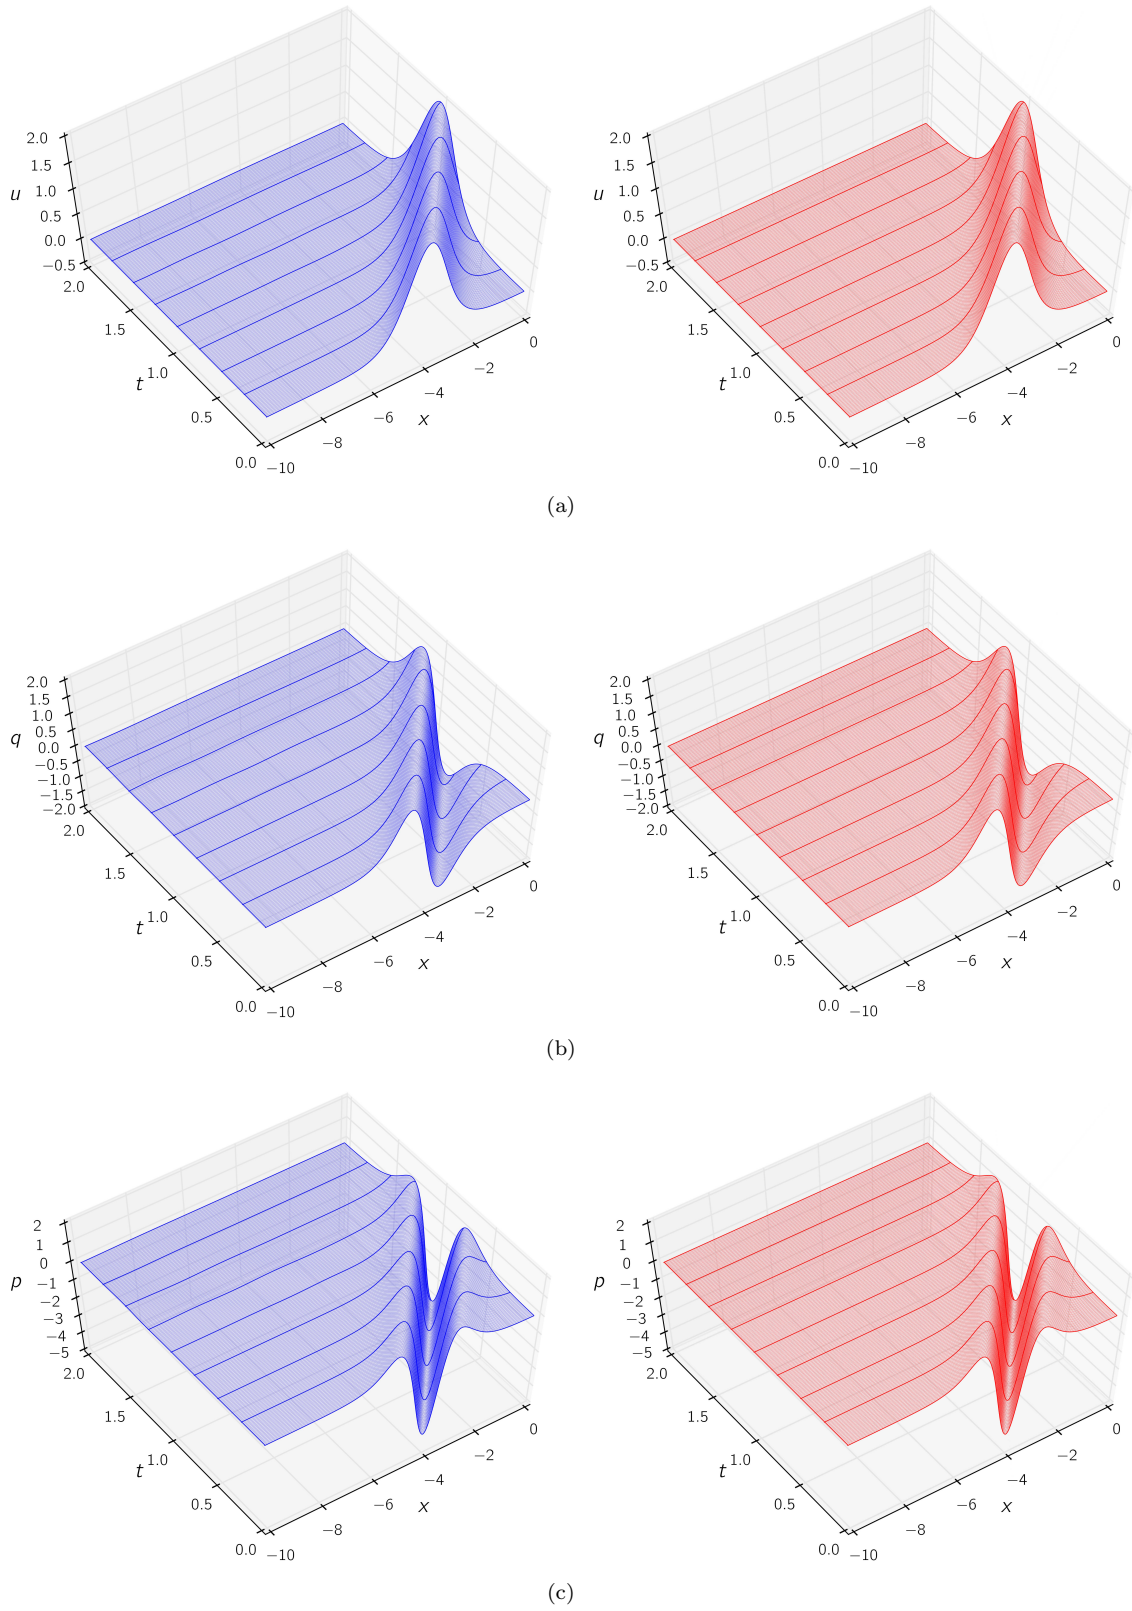 2.0 2.0
1.5 1.5
u 1.0 u 1.0
0.5 0.5
0.0 0.0
−0.5 −0.5
2.0 2.0
1.5 1.5
0 0
t 1.0 −2 t 1.0 −2
0.5 −4 0.5 −4
−6 x −6 x
−8 −8
0.0 −10 0.0 −10
(a)
2.0 2.0
1.5 1.5
1.0 1.0
q 0.5 q 0.5
0.0 0.0
−0.5 −0.5
−1.0 −1.0
−1.5 −1.5
−2.0 −2.0
2.0 2.0
1.5 1.5
0 0
t 1.0 −2 t 1.0 −2
0.5 −4 0.5 −4
−6 x −6 x
−8 −8
0.0 −10 0.0 −10
(b)
2 2
1 1
0 0
p −1 p −1
−2 −2
−3 −3
−4 −4
−5 −5
2.0 2.0
1.5 1.5
0 0
t 1.0 −2 t 1.0 −2
0.5 −4 0.5 −4
−6 x −6 x
−8 −8
0.0 −10 0.0 −10
(c)